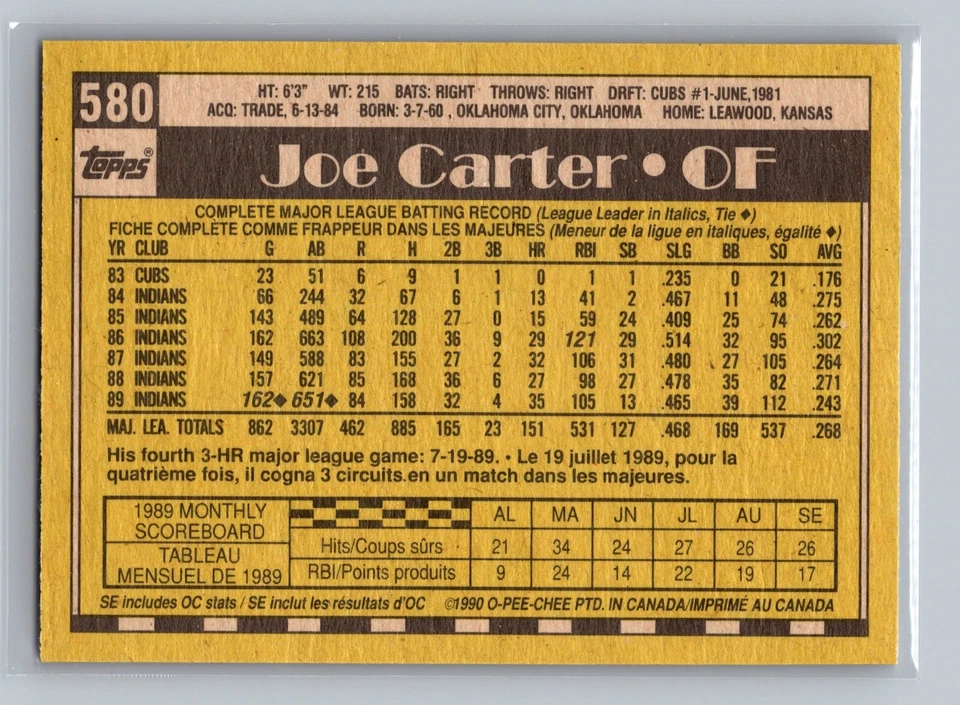 580
HT: 6'3" WT: 215 BATS: RIGHT THROWS: RIGHT DRFT: CUBS #1-JUNE,1981
ACQ: TRADE, 6-13-84 BORN: 3-7-60 , OKLAHOMA CITY, OKLAHOMA HOME: LEAWOOD, KANSAS
topps®
Joe Carter • OF
COMPLETE MAJOR LEAGUE BATTING RECORD (League Leader in Italics, Tie ◆)
FICHE COMPLÈTE COMME FRAPPEUR DANS LES MAJEURES (Meneur de la ligue en italiques, égalité ◆)
YR CLUB G AB R H 2B 3B HR RBI SB SLG BB SO AVG
83 CUBS 23 51 6 9 1 1 0 1 1 .235 0 21 .176
84 INDIANS 66 244 32 67 6 1 13 41 2 .467 11 48 .275
85 INDIANS 143 489 64 128 27 0 15 59 24 .409 25 74 .262
86 INDIANS 162 663 108 200 36 9 29 121 29 .514 32 95 .302
87 INDIANS 149 588 83 155 27 2 32 106 31 .480 27 105 .264
88 INDIANS 157 621 85 168 36 6 27 98 27 .478 35 82 .271
89 INDIANS 162◆ 651◆ 84 158 32 4 35 105 13 .465 39 112 .243
MAJ. LEA. TOTALS 862 3307 462 885 165 23 151 531 127 .468 169 537 .268
His fourth 3-HR major league game: 7-19-89. • Le 19 juillet 1989, pour la
quatrième fois, il cogna 3 circuits en un match dans les majeures.
1989 MONTHLY
SCOREBOARD
TABLEAU
MENSUEL DE 1989
AL MA JN JL AU SE
Hits/Coups sûrs 21 34 24 27 26 26
RBI/Points produits 9 24 14 22 19 17
SE includes OC stats / SE inclut les résultats d'OC ©1990 O-PEE-CHEE PTD. IN CANADA/IMPRIMÉ AU CANADA